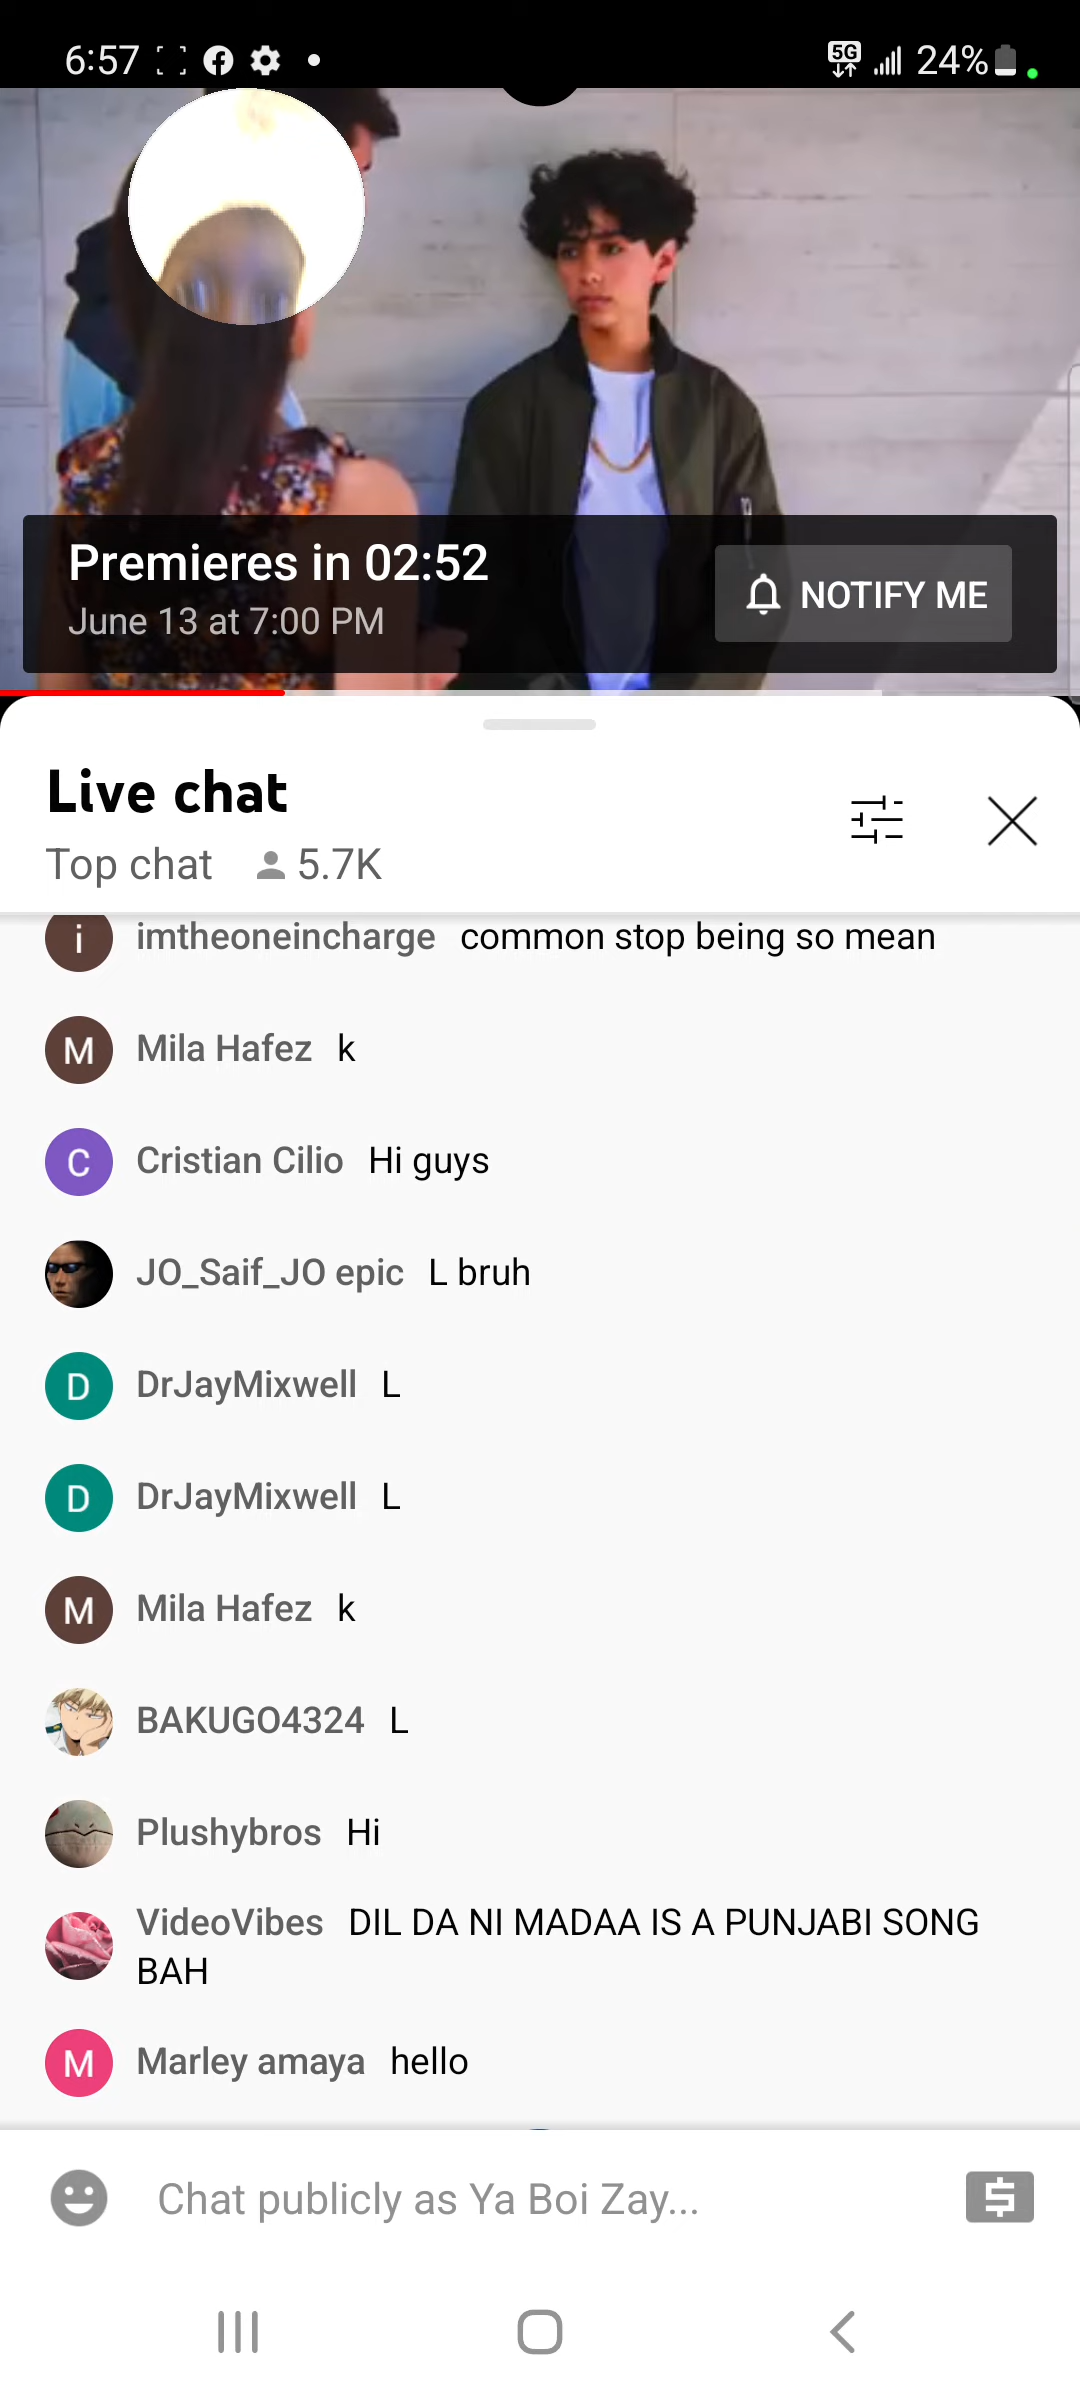 6:57 5G 24%
Premieres in 02:52
June 13 at 7:00 PM
NOTIFY ME
Live chat
Top chat 5.7K
i imtheoneincharge common stop being so mean
M Mila Hafez k
C Cristian Cilio Hi guys
JO_Saif_JO epic L bruh
D DrJayMixwell L
D DrJayMixwell L
M Mila Hafez k
BAKUGO4324 L
Plushybros Hi
VideoVibes DIL DA NI MADAA IS A PUNJABI SONG
BAH
M Marley amaya hello
Chat publicly as Ya Boi Zay...